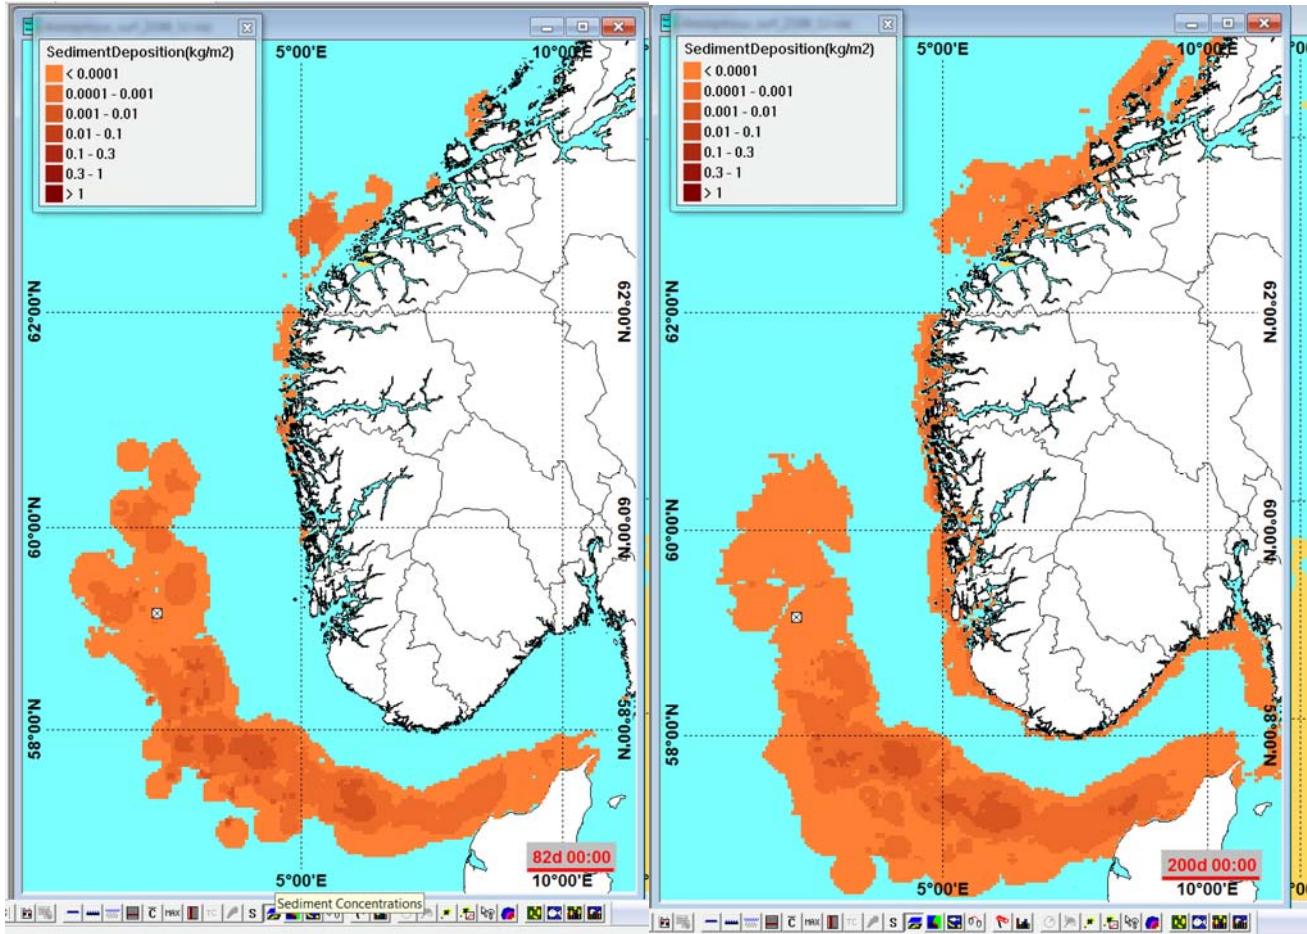 SedimentDeposition(kg/m2)
< 0.0001
0.0001 - 0.001
0.001 - 0.01
0.01 - 0.1
0.1 - 0.3
0.3 - 1
> 1
5°00'E
10°00'E
62°00'N
62°00'N
60°00'N
60°00'N
58°00'N
58°00'N
82d 00:00
5°00'E
10°00'E
Sediment Concentrations
C
MAX
TC
S
SedimentDeposition(kg/m2)
< 0.0001
0.0001 - 0.001
0.001 - 0.01
0.01 - 0.1
0.1 - 0.3
0.3 - 1
> 1
5°00'E
10°00'E
62°00'N
62°00'N
60°00'N
60°00'N
58°00'N
58°00'N
200d 00:00
5°00'E
10°00'E
C
MAX
TC
S